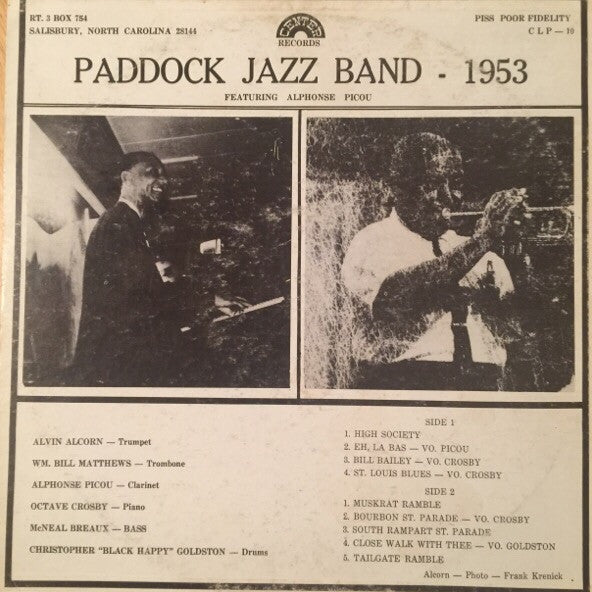 RT. 3 BOX 784
SALISBURY, NORTH CAROLINA 28144
CENTER
RECORDS
PISS POOR FIDELITY
C L P — 10
PADDOCK JAZZ BAND - 1953
FEATURING ALPHONSE PICOU
ALVIN ALCORN — Trumpet
WM. BILL MATTHEWS — Trombone
ALPHONSE PICOU — Clarinet
OCTAVE CROSBY — Piano
McNEAL BREAUX — BASS
CHRISTOPHER "BLACK HAPPY" GOLDSTON — Drums
SIDE 1
1. HIGH SOCIETY
2. EH, LA BAS — VO. PICOU
3. BILL BAILEY — VO. CROSBY
4. ST. LOUIS BLUES — VO. CROSBY
SIDE 2
1. MUSKRAT RAMBLE
2. BOURBON ST. PARADE — VO. CROSBY
3. SOUTH RAMPART ST. PARADE
4. CLOSE WALK WITH THEE — VO. GOLDSTON
5. TAILGATE RAMBLE
Alcorn — Photo — Frank Krenick .